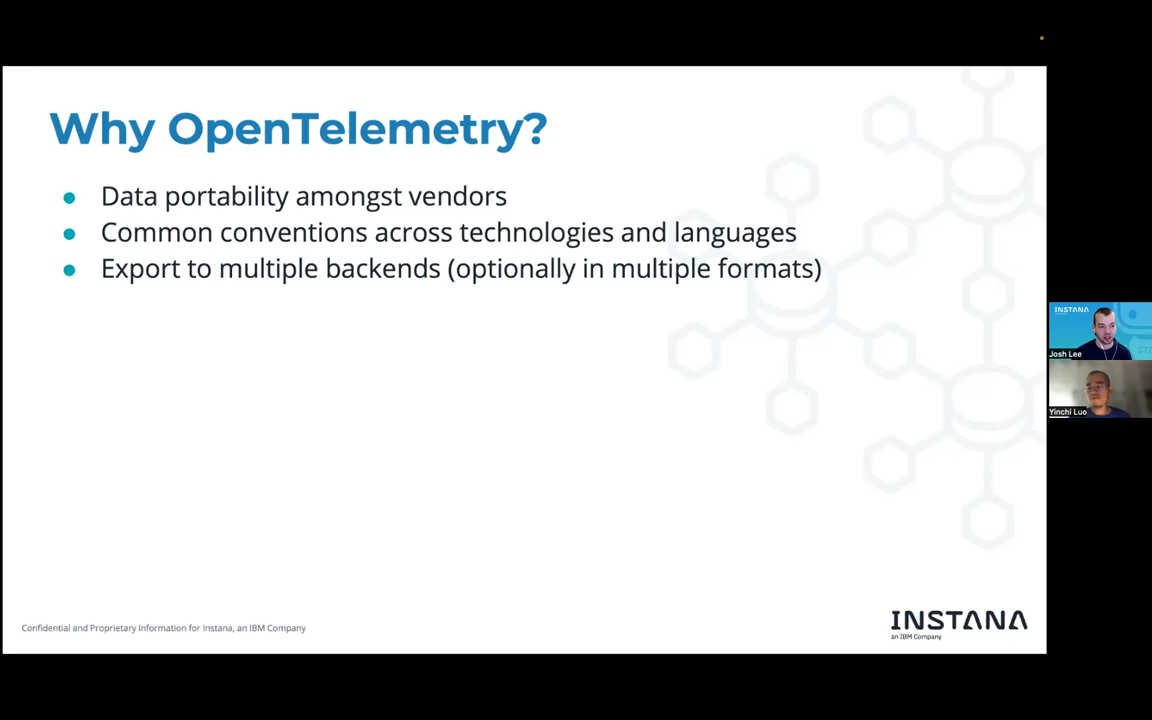 Why OpenTelemetry?
Data portability amongst vendors
Common conventions across technologies and languages
Export to multiple backends (optionally in multiple formats)
INSTANA
Josh Lee
Yinchi Luo
Confidential and Proprietary Information for Instana, an IBM Company
INSTANA
an IBM Company